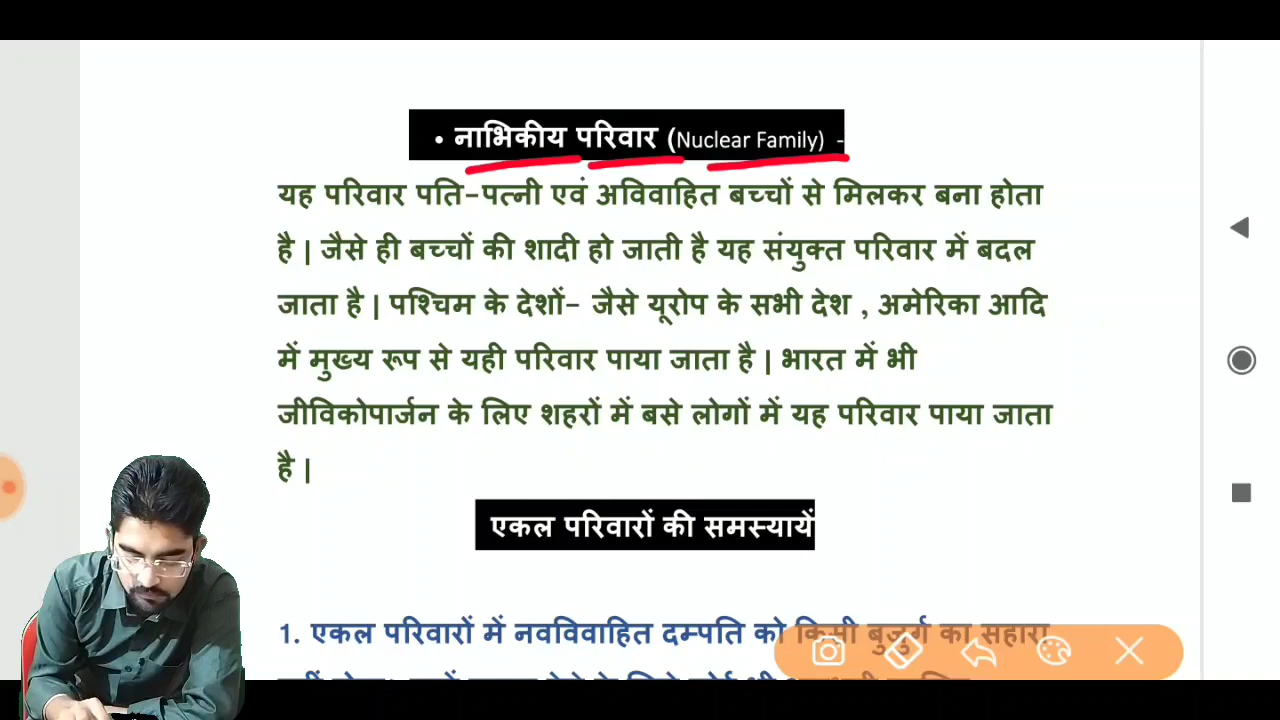 • नाभिकीय परिवार (Nuclear Family) -
यह परिवार पति-पत्नी एवं अविवाहित बच्चों से मिलकर बना होता
है | जैसे ही बच्चों की शादी हो जाती है यह संयुक्त परिवार में बदल
जाता है | पश्चिम के देशों- जैसे यूरोप के सभी देश , अमेरिका आदि
में मुख्य रूप से यही परिवार पाया जाता है | भारत में भी
जीविकोपार्जन के लिए शहरों में बसे लोगों में यह परिवार पाया जाता
है |
एकल परिवारों की समस्यायें
1. एकल परिवारों में नवविवाहित दम्पति को किसी बुजुर्ग का सहारा